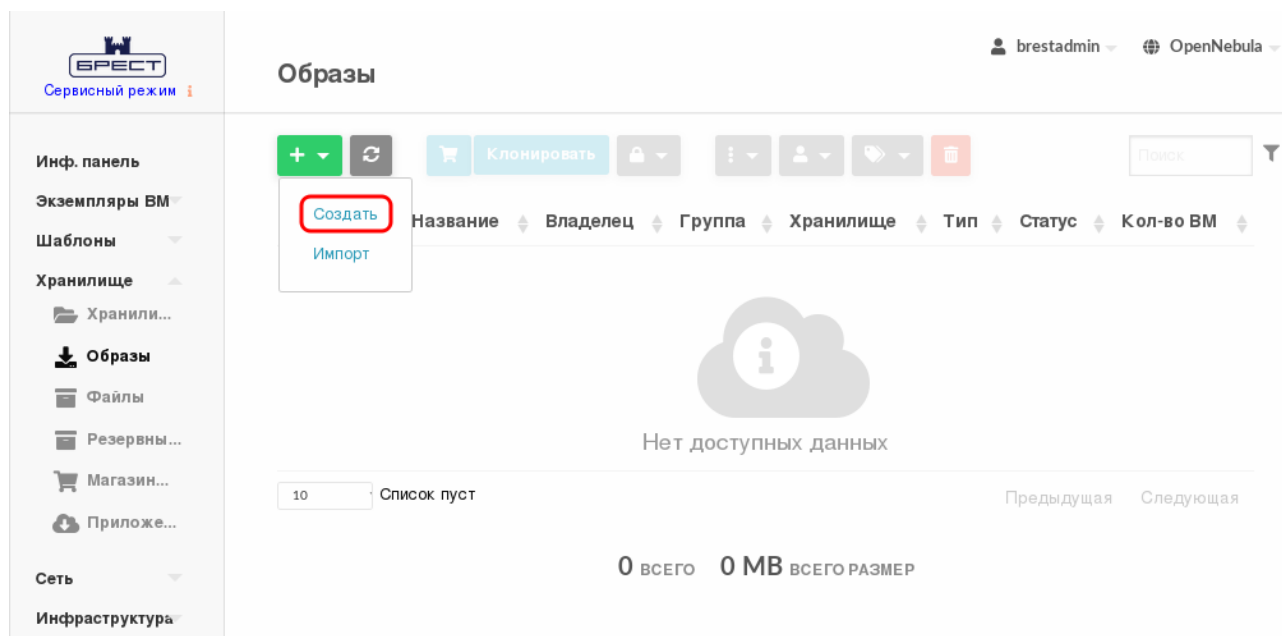 БРЕСТ
Сервисный режим i
Образы
brestadmin
OpenNebula
Инф. панель
Экземпляры ВМ
Шаблоны
Хранилище
Хранили...
Образы
Файлы
Резервны...
Магазин...
Приложе...
Сеть
Инфраструктура
Клонировать
Поиск
Создать
Импорт
Название Владелец Группа Хранилище Тип Статус Кол-во ВМ
Нет доступных данных
10 Список пуст
Предыдущая Следующая
0 ВСЕГО 0 MB ВСЕГО РАЗМЕР